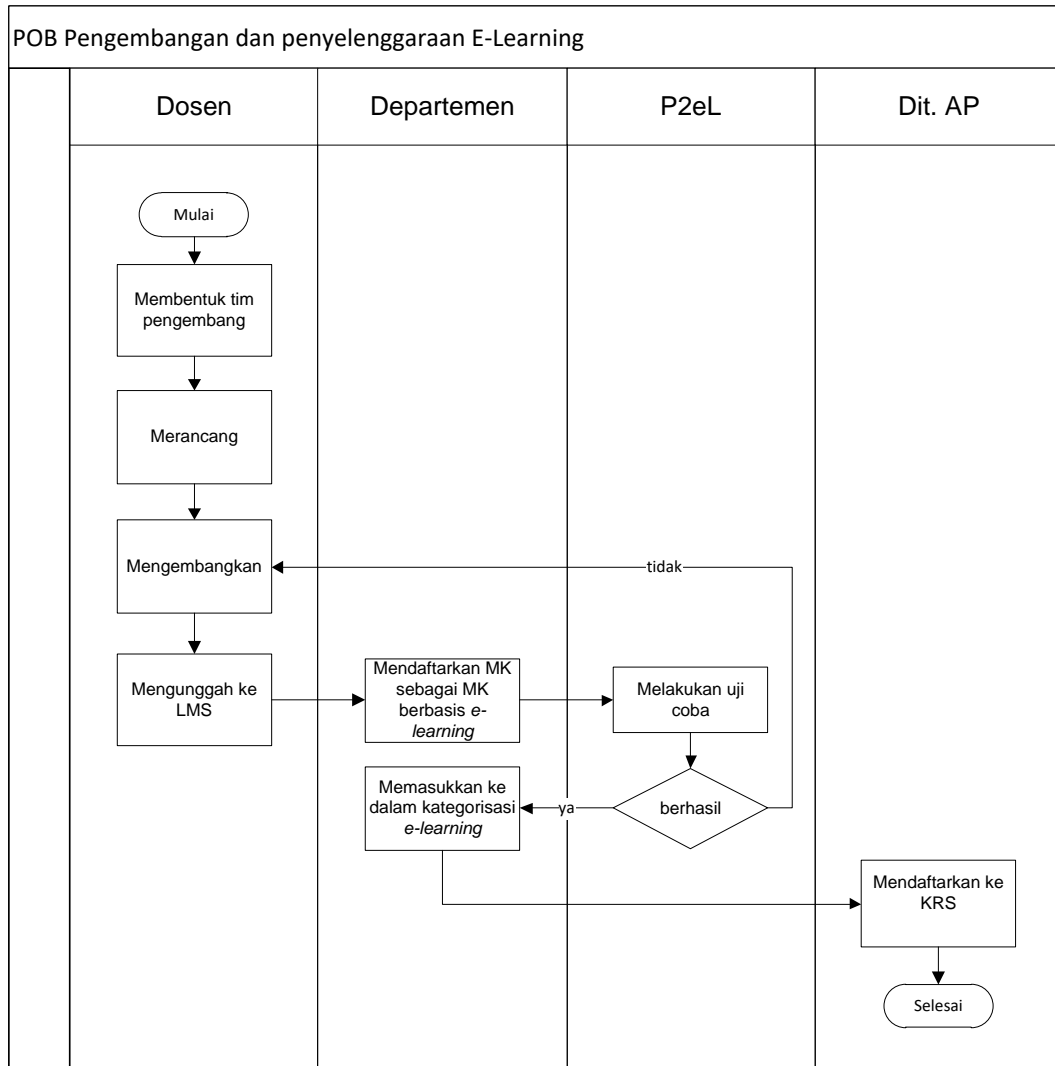 POB Pengembangan dan penyelenggaraan E-Learning
Dosen
Departemen
P2eL
Dit. AP
Mulai
Membentuk tim
pengembang
Merancang
Mengembangkan
tidak
Mengunggah ke
LMS
Mendaftarkan MK
sebagai MK
berbasis e-
learning
Melakukan uji
coba
berhasil
ya
Memasukkan ke
dalam kategorisasi
e-learning
Mendaftarkan ke
KRS
Selesai